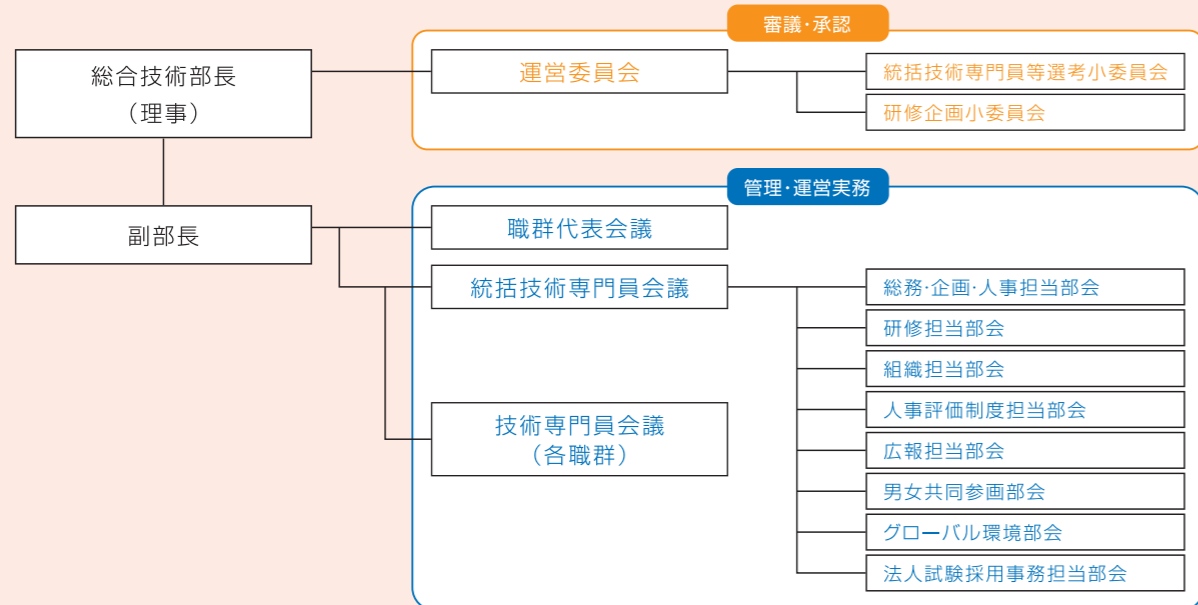 審議・承認
総合技術部長
（理事）
運営委員会
統括技術専門員等選考小委員会
研修企画小委員会
管理・運営実務
副部長
職群代表会議
統括技術専門員会議
総務・企画・人事担当部会
研修担当部会
組織担当部会
人事評価制度担当部会
技術専門員会議
（各職群）
広報担当部会
男女共同参画部会
グローバル環境部会
法人試験採用事務担当部会